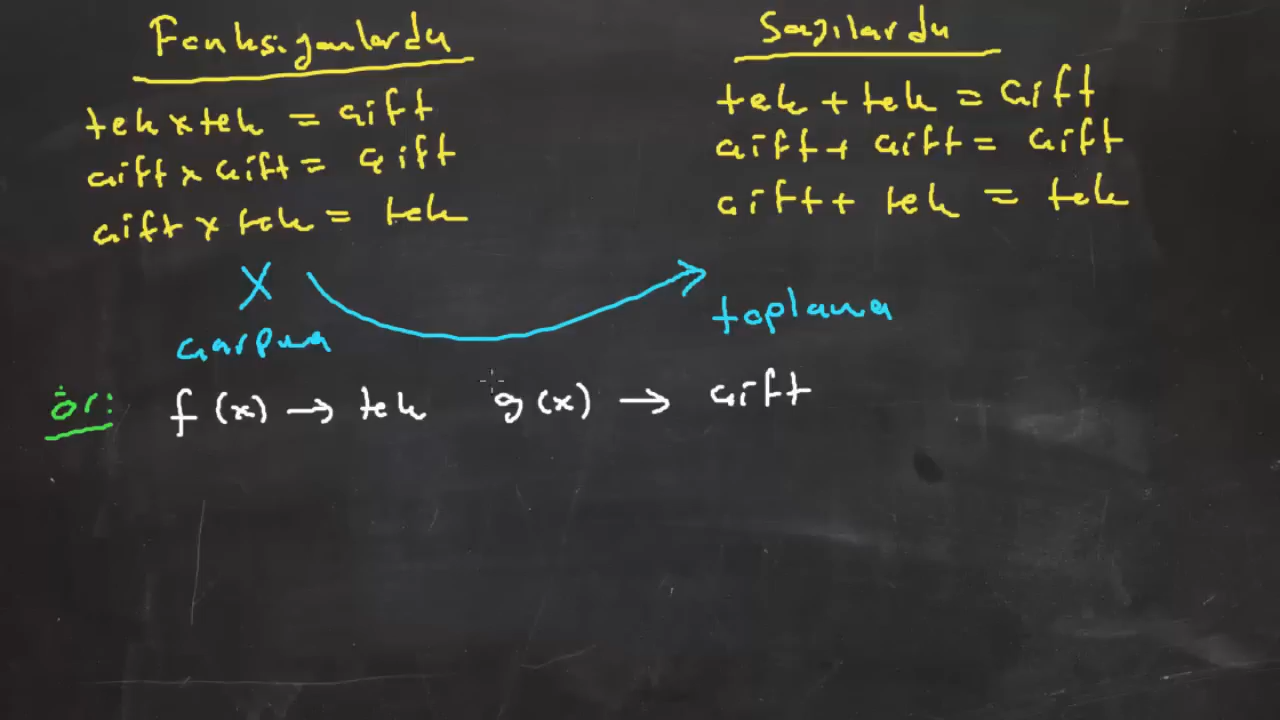 Fonksiyonlarda
tek x tek = çift
çift x çift = çift
çift x tek = tek
Sayılarda
tek + tek = çift
çift + çift = çift
çift + tek = tek
X
çarpma
toplama
ör: f(x) → tek g(x) → çift